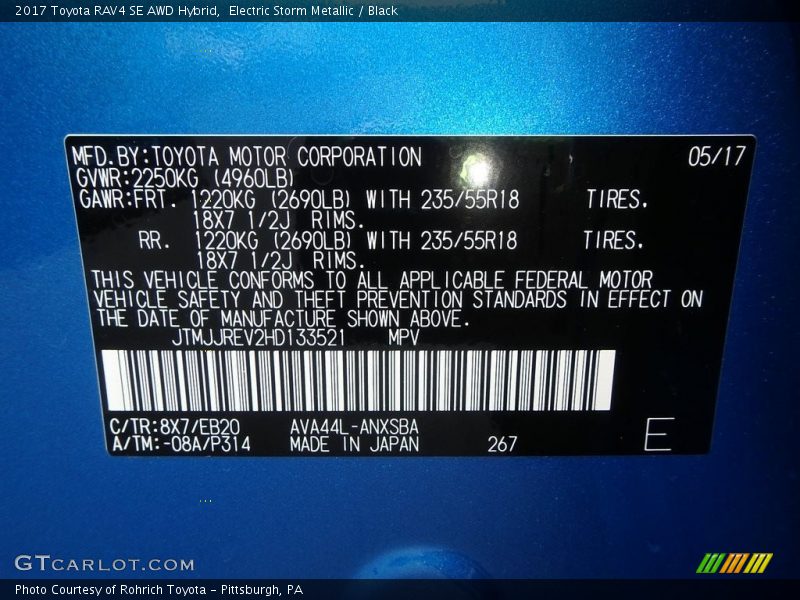 2017 Toyota RAV4 SE AWD Hybrid, Electric Storm Metallic / Black
MFD.BY:TOYOTA MOTOR CORPORATION 05/17
GVWR:2250KG (4960LB)
GAWR:FRT. 1220KG (2690LB) WITH 235/55R18 TIRES.
18X7 1/2J RIMS.
RR. 1220KG (2690LB) WITH 235/55R18 TIRES.
18X7 1/2J RIMS.
THIS VEHICLE CONFORMS TO ALL APPLICABLE FEDERAL MOTOR
VEHICLE SAFETY AND THEFT PREVENTION STANDARDS IN EFFECT ON
THE DATE OF MANUFACTURE SHOWN ABOVE.
JTMJJREV2HD133521 MPV
C/TR:8X7/EB20 AVA44L-ANXSBA
A/TM:-08A/P314 MADE IN JAPAN 267 E
GTCARLOT.COM
Photo Courtesy of Rohrich Toyota - Pittsburgh, PA